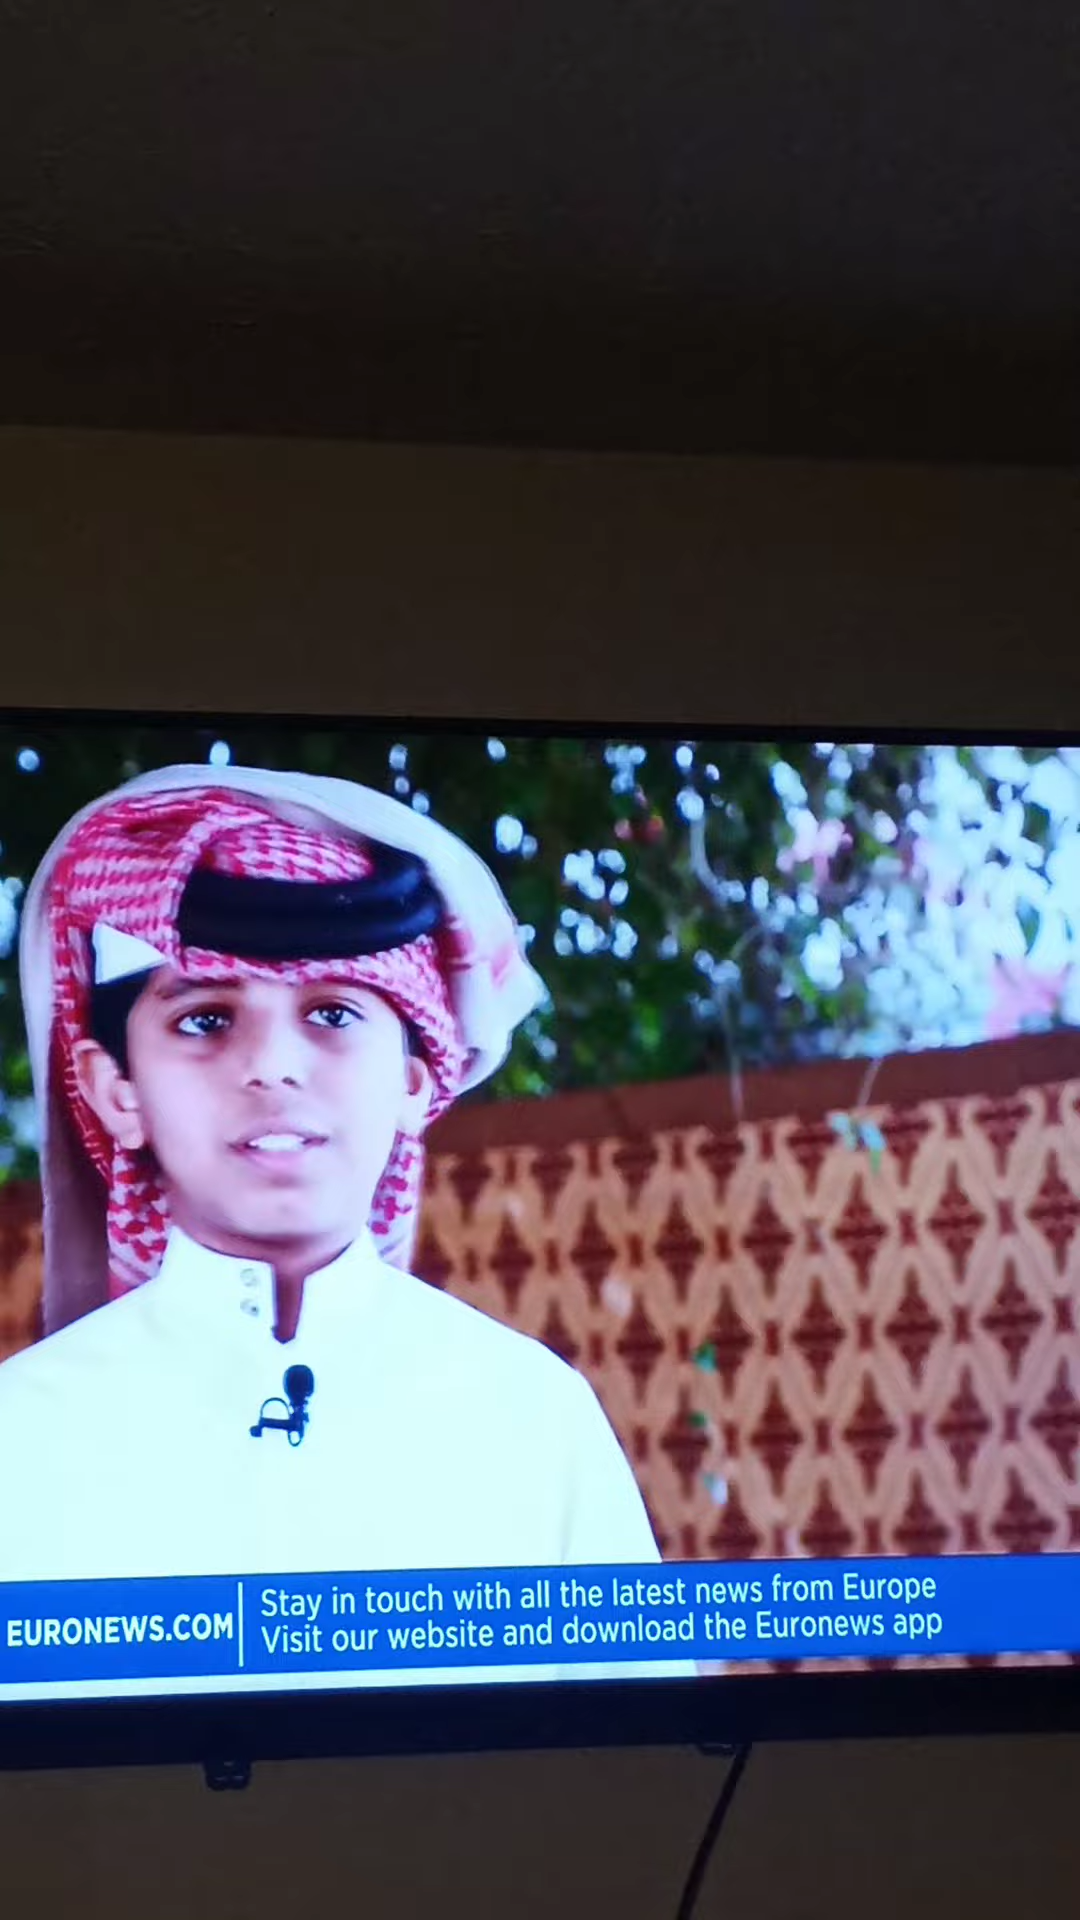 EURONEWS.COM
Stay in touch with all the latest news from Europe
Visit our website and download the Euronews app